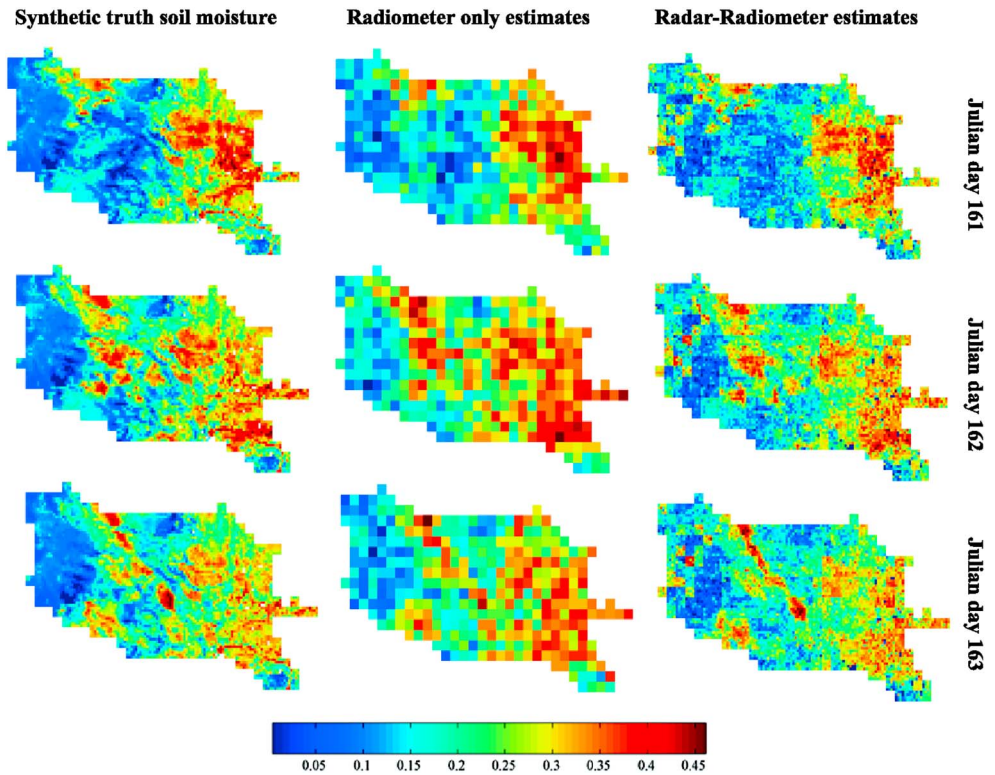 Synthetic truth soil moisture
Radiometer only estimates
Radar-Radiometer estimates
Julian day 161
Julian day 162
Julian day 163
0.05 0.1 0.15 0.2 0.25 0.3 0.35 0.4 0.45